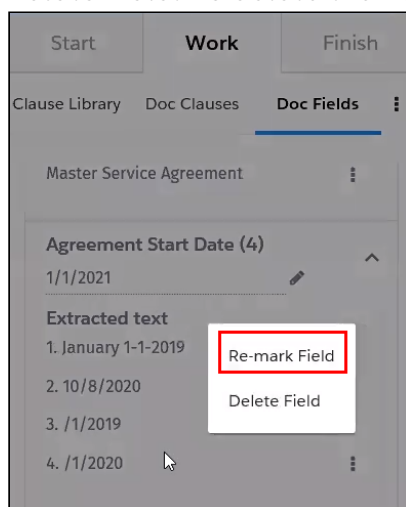 Start Work Finish
Clause Library Doc Clauses Doc Fields
Master Service Agreement
Agreement Start Date (4)
1/1/2021
Extracted text
1. January 1-1-2019
Re-mark Field
2. 10/8/2020
Delete Field
3. /1/2019
4. /1/2020